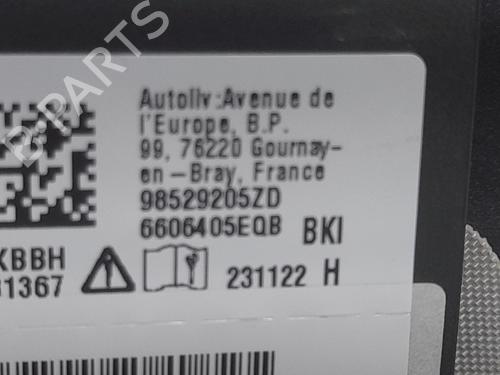 B-PARTS
Autoliv:Avenue de
l'Europe, B.P.
99, 76220 Gournay-
en-Bray, France
98529205ZD
6606405EQB BKI
KBBH
1367
231122 H